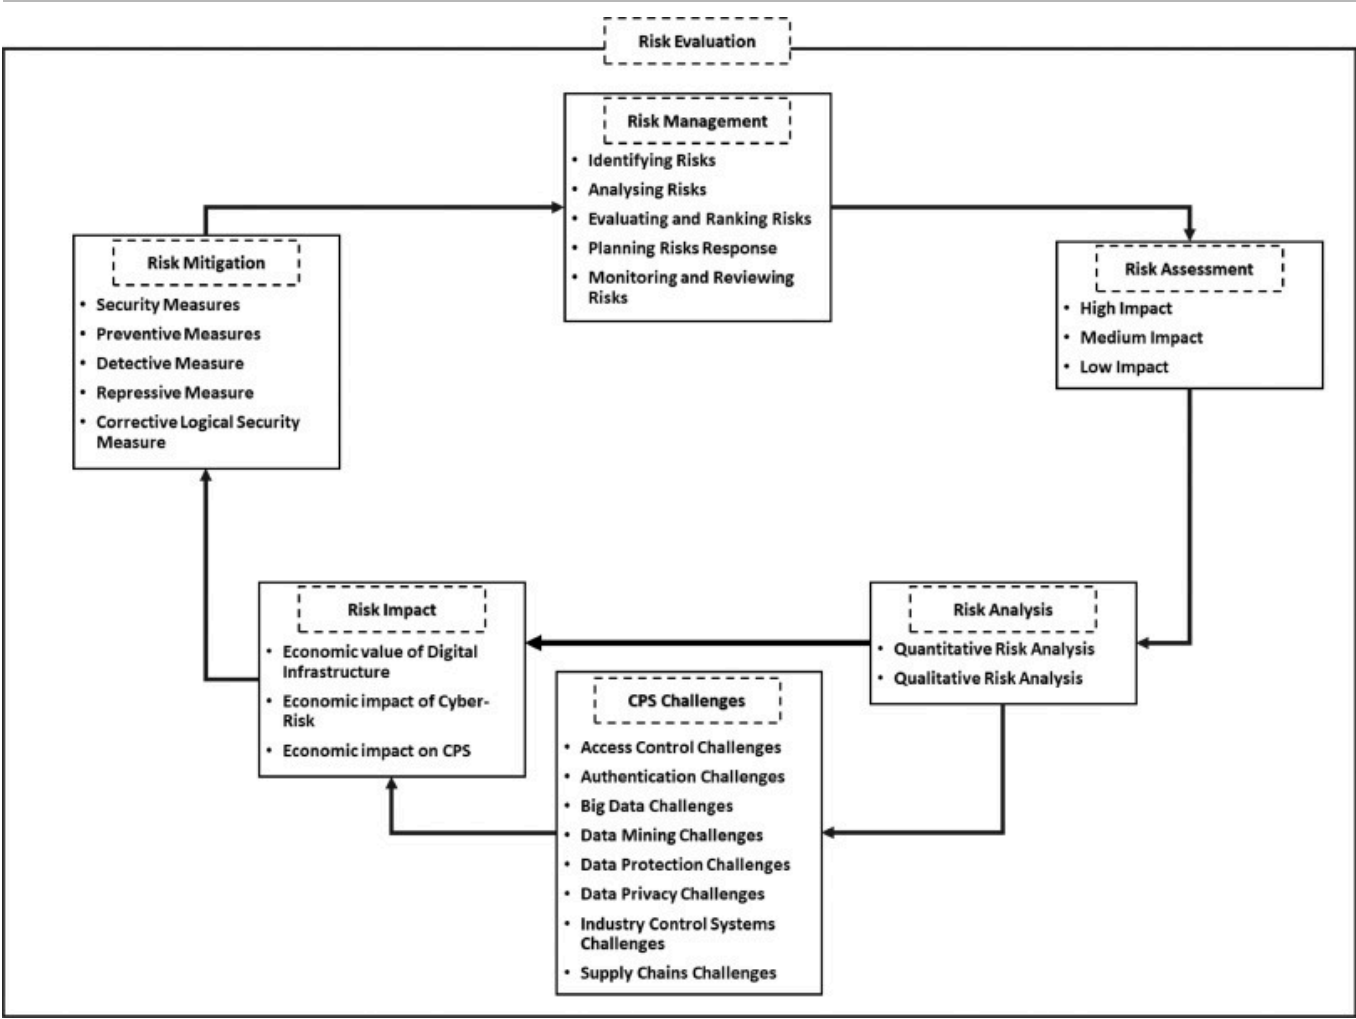 Risk Evaluation
Risk Management
• Identifying Risks
• Analysing Risks
• Evaluating and Ranking Risks
• Planning Risks Response
• Monitoring and Reviewing
Risks
Risk Mitigation
• Security Measures
• Preventive Measures
• Detective Measure
• Repressive Measure
• Corrective Logical Security
Measure
Risk Assessment
• High Impact
• Medium Impact
• Low Impact
Risk Impact
• Economic value of Digital
Infrastructure
• Economic impact of Cyber-
Risk
• Economic impact on CPS
Risk Analysis
• Quantitative Risk Analysis
• Qualitative Risk Analysis
CPS Challenges
• Access Control Challenges
• Authentication Challenges
• Big Data Challenges
• Data Mining Challenges
• Data Protection Challenges
• Data Privacy Challenges
• Industry Control Systems
Challenges
• Supply Chains Challenges